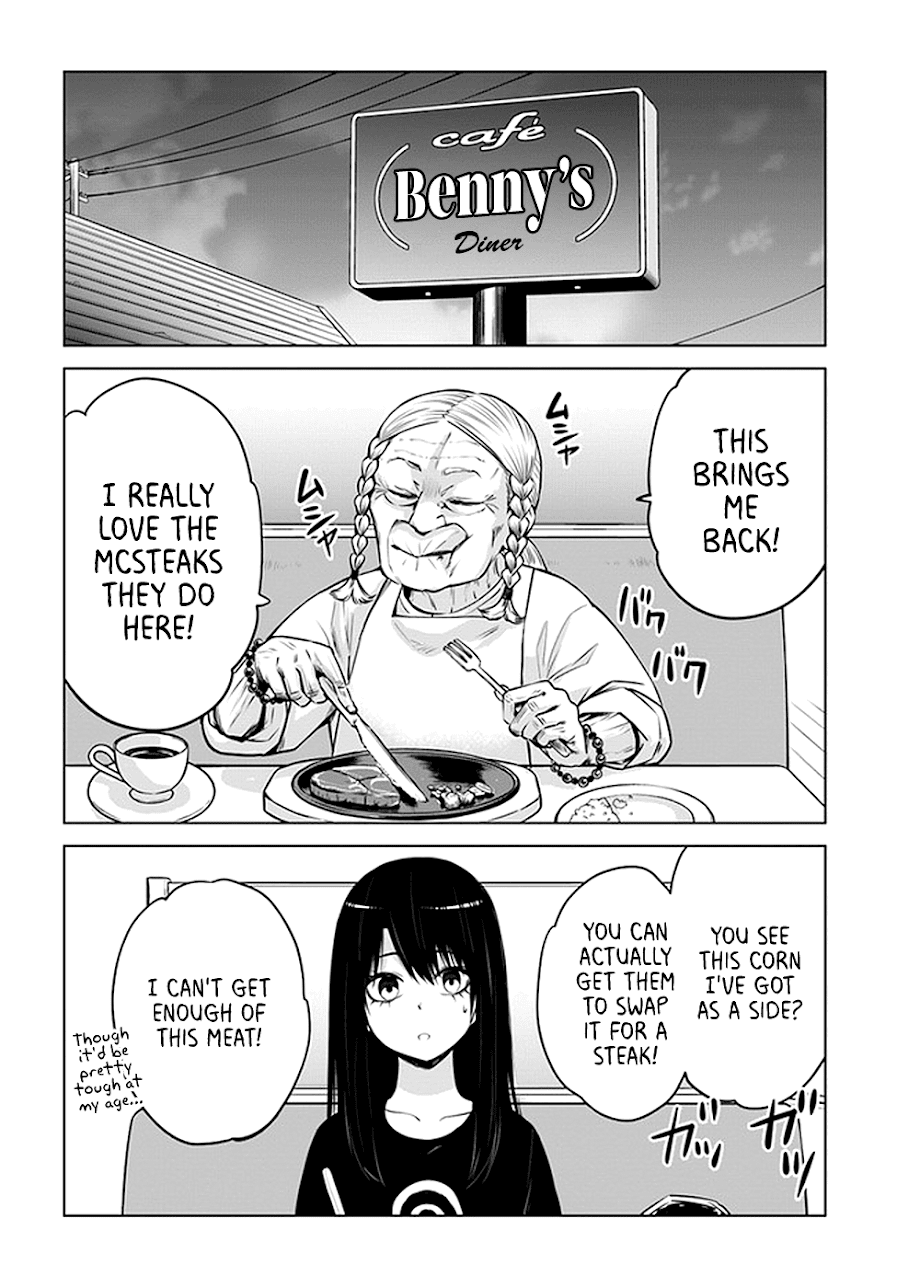 café
Benny's
Diner
THIS
BRINGS
ME
BACK!
ムシャ
ムシャ
バク
バク
I REALLY
LOVE THE
MCSTEAKS
THEY DO
HERE!
YOU SEE
THIS CORN
I'VE GOT
AS A SIDE?
YOU CAN
ACTUALLY
GET THEM
TO SWAP
IT FOR A
STEAK!
ガッ
ガッ
I CAN'T GET
ENOUGH OF
THIS MEAT!
Though
it'd be
pretty
tough at
my age...